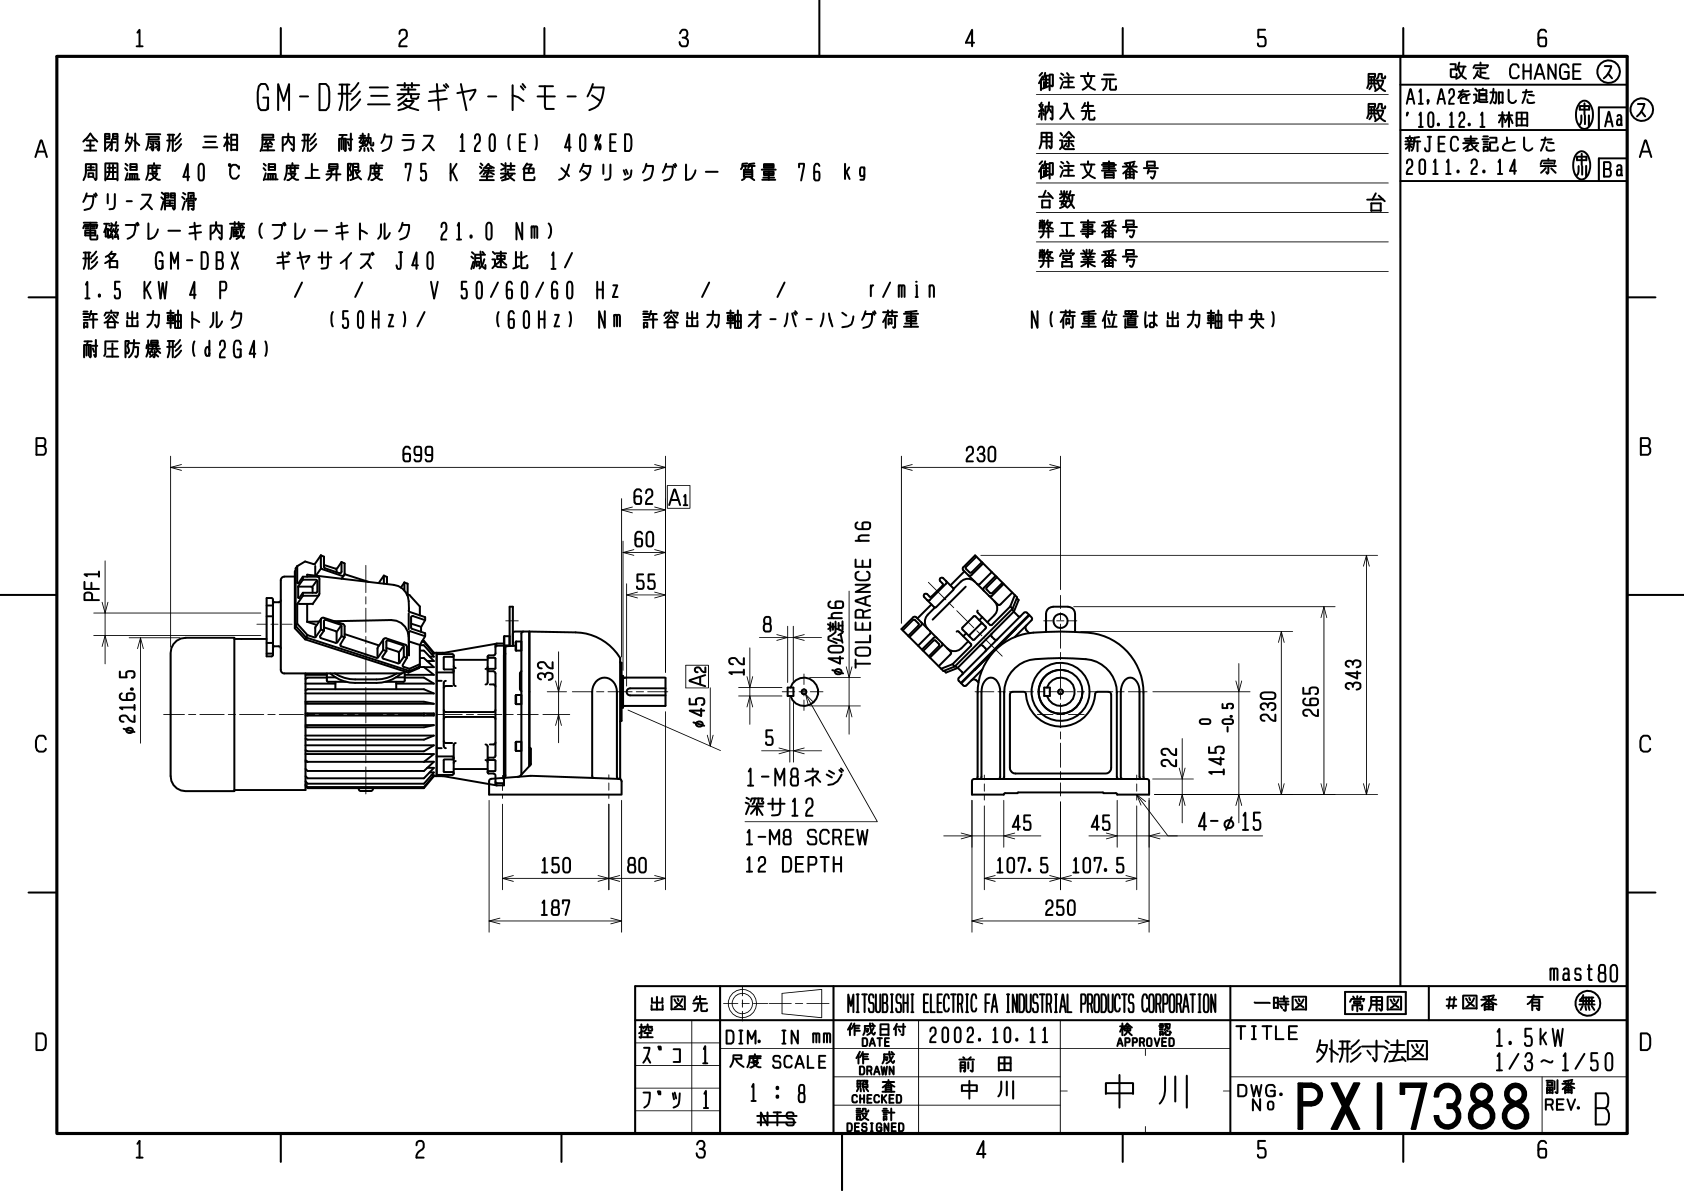 1 2 3 4 5 6
GM-D形三菱ギヤードモータ
全閉外扇形 三相 屋内形 耐熱クラス 120(E) 40%ED
周囲温度 40 ℃ 温度上昇限度 75 K 塗装色 メタリックグレー 質量 76 kg
グリース潤滑
電磁ブレーキ内蔵(ブレーキトルク 21.0 Nm)
形名 GM-DBX ギヤサイズ J40 減速比 1/
1.5 KW 4 P / / V 50/60/60 Hz / / r/min
許容出力軸トルク (50Hz)/ (60Hz) Nm 許容出力軸オーバーハング荷重 N(荷重位置は出力軸中央)
耐圧防爆形(d2G4)
御注文元 殿
納入先 殿
用途
御注文書番号
台数 台
弊工事番号
弊営業番号
改定 CHANGE ス
A1,A2を追加した
'10.12.1 林田 中川 Aa ス
新JEC表記とした
2011.2.14 宗 中川 Ba
A A
B B
C C
D D
699
62 A1
60
55
PF1
φ216.5
32
φ45 A2
150 80
187
8
12
5
φ40公差h6
TOLERANCE h6
1-M8ネジ
深サ12
1-M8 SCREW
12 DEPTH
230
343
265
230
145 0 -0.5
22
45 45
4-φ15
107.5 107.5
250
mast80
出図先
控
ズコ 1
ブツ 1
DIM. IN mm
尺度 SCALE
1 : 8
NTS
MITSUBISHI ELECTRIC FA INDUSTRIAL PRODUCTS CORPORATION
作成日付 DATE 2002.10.11
作成 DRAWN 前田
照査 CHECKED 中川
設計 DESIGNED
検認 APPROVED
中川
一時図 常用図 #図番 有 無
TITLE
外形寸法図
1.5kW
1/3~1/50
DWG. No PX17388
副番 REV. B
1 2 3 4 5 6